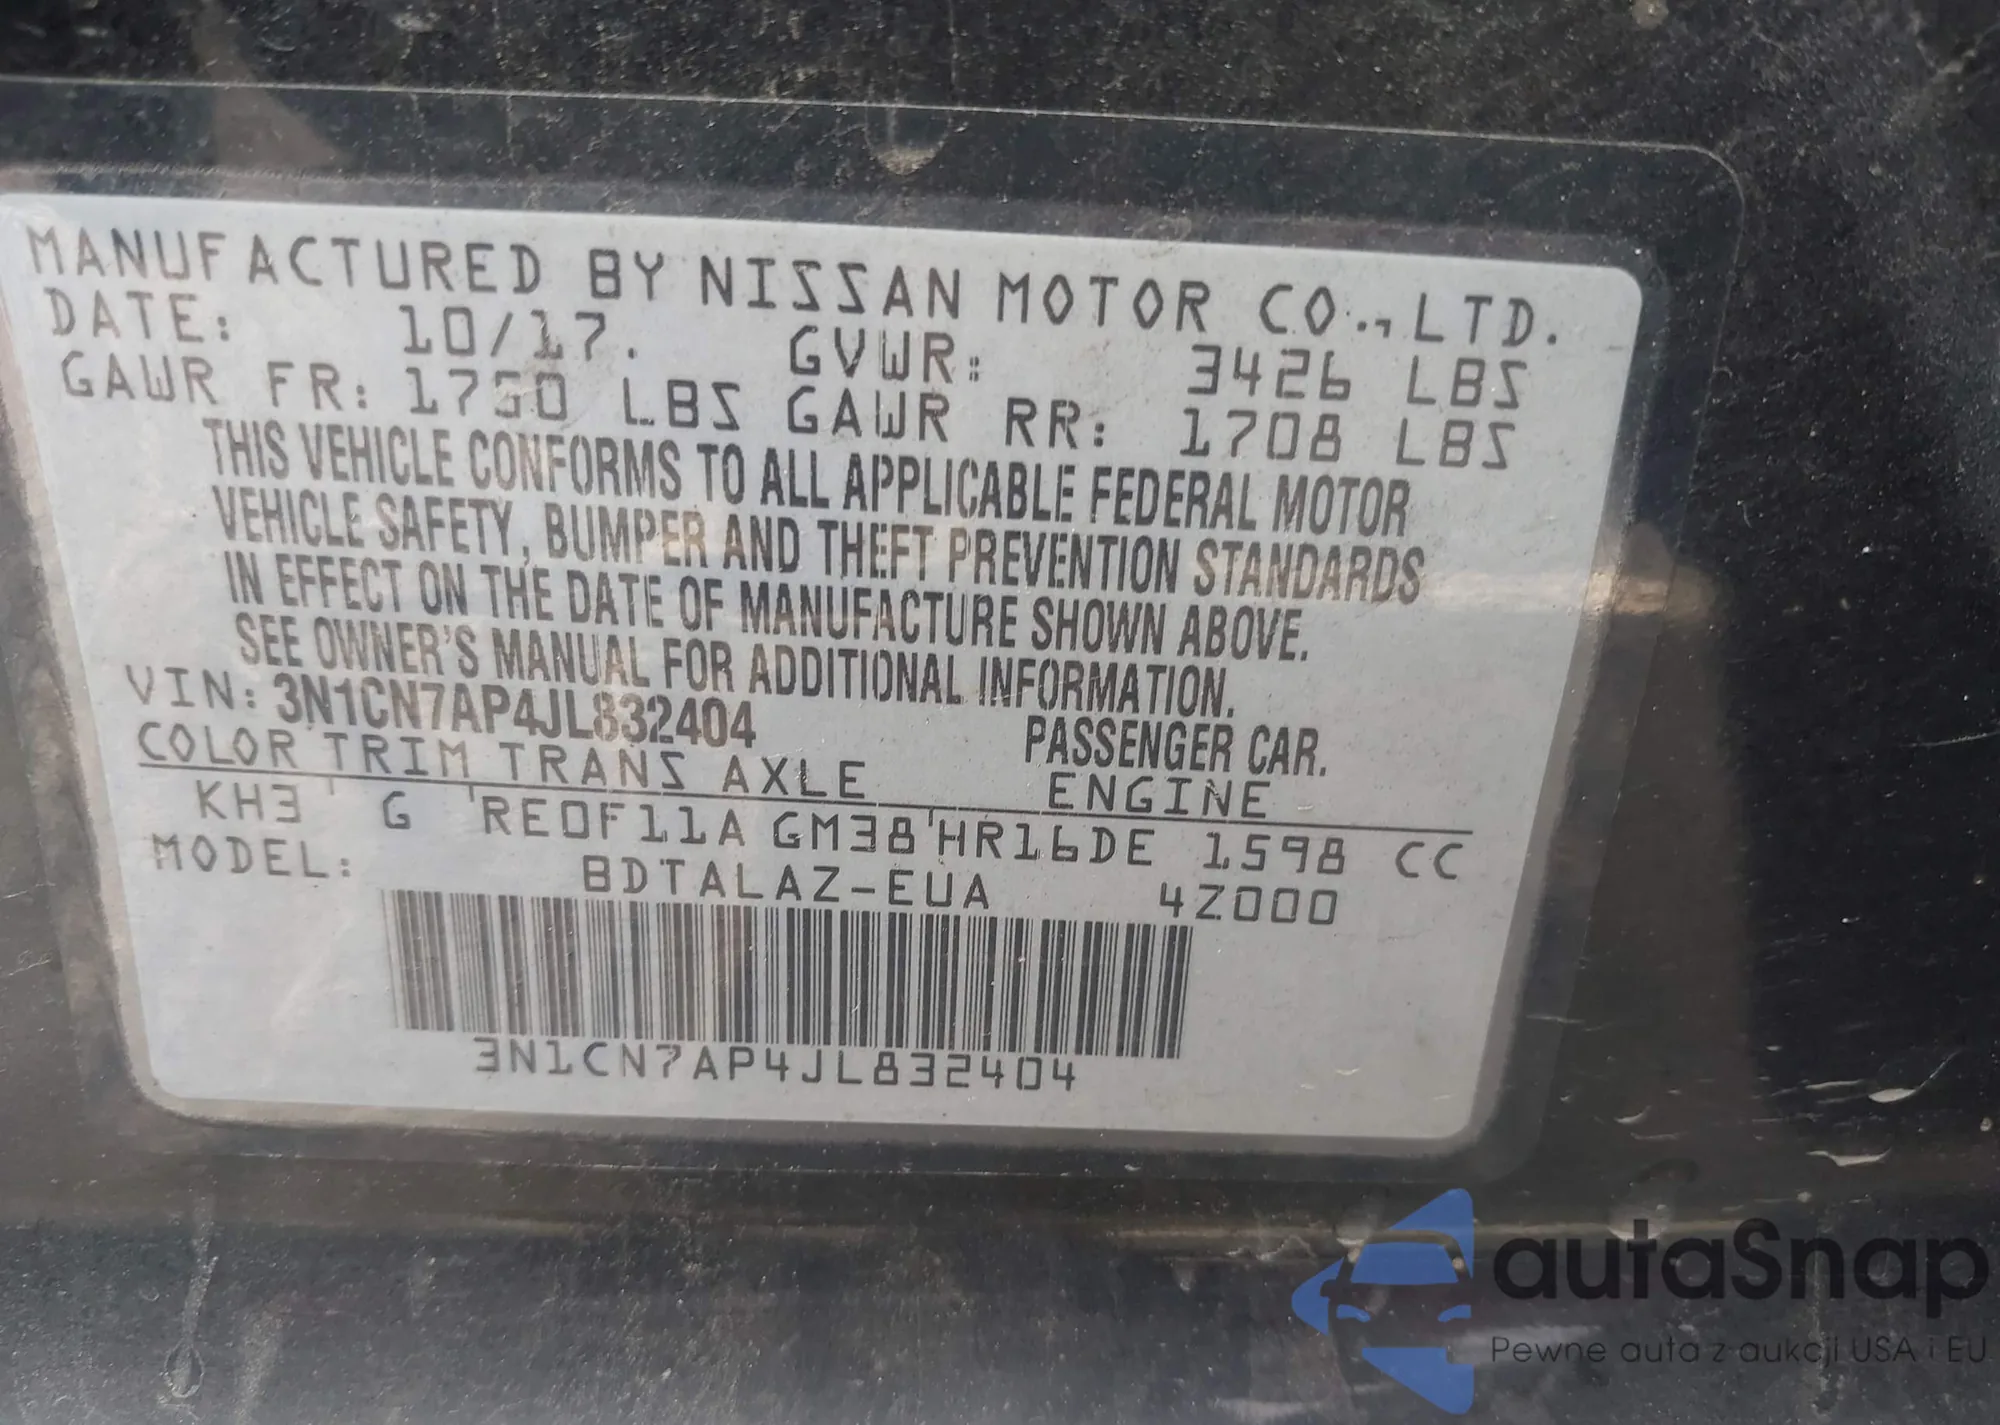 MANUFACTURED BY NISSAN MOTOR CO., LTD.
DATE: 10/17. GVWR: 3426 LBS
GAWR FR: 1750 LBS GAWR RR: 1708 LBS
THIS VEHICLE CONFORMS TO ALL APPLICABLE FEDERAL MOTOR
VEHICLE SAFETY, BUMPER AND THEFT PREVENTION STANDARDS
IN EFFECT ON THE DATE OF MANUFACTURE SHOWN ABOVE.
SEE OWNER'S MANUAL FOR ADDITIONAL INFORMATION.
VIN: 3N1CN7AP4JL832404 PASSENGER CAR.
COLOR TRIM TRANS AXLE ENGINE
KH3 G RE0F11A GM38 HR16DE 1598 CC
MODEL: BDTALAZ-EUA 4Z000
3N1CN7AP4JL832404
autaSnap
Pewne auta z aukcji USA i EU